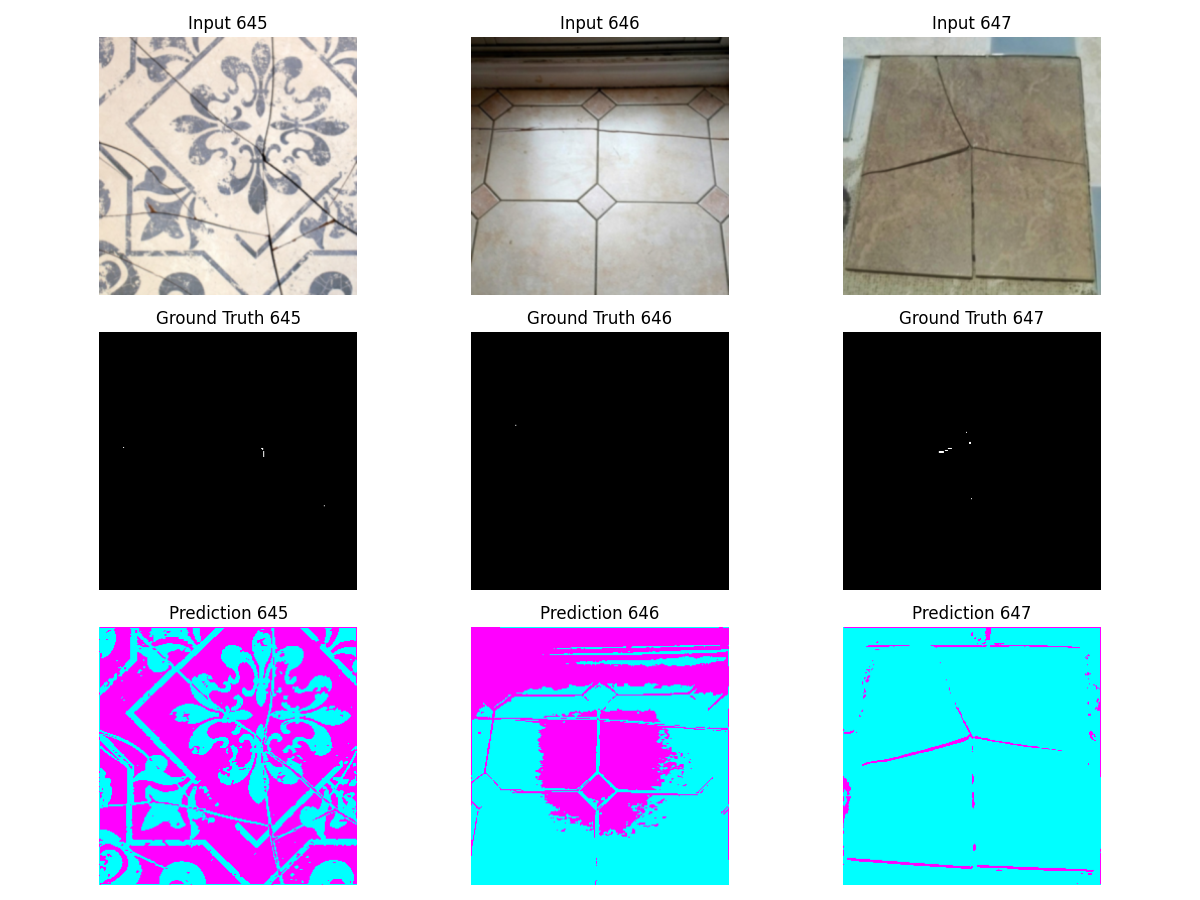 Input 645
Input 646
Input 647
Ground Truth 645
Ground Truth 646
Ground Truth 647
Prediction 645
Prediction 646
Prediction 647